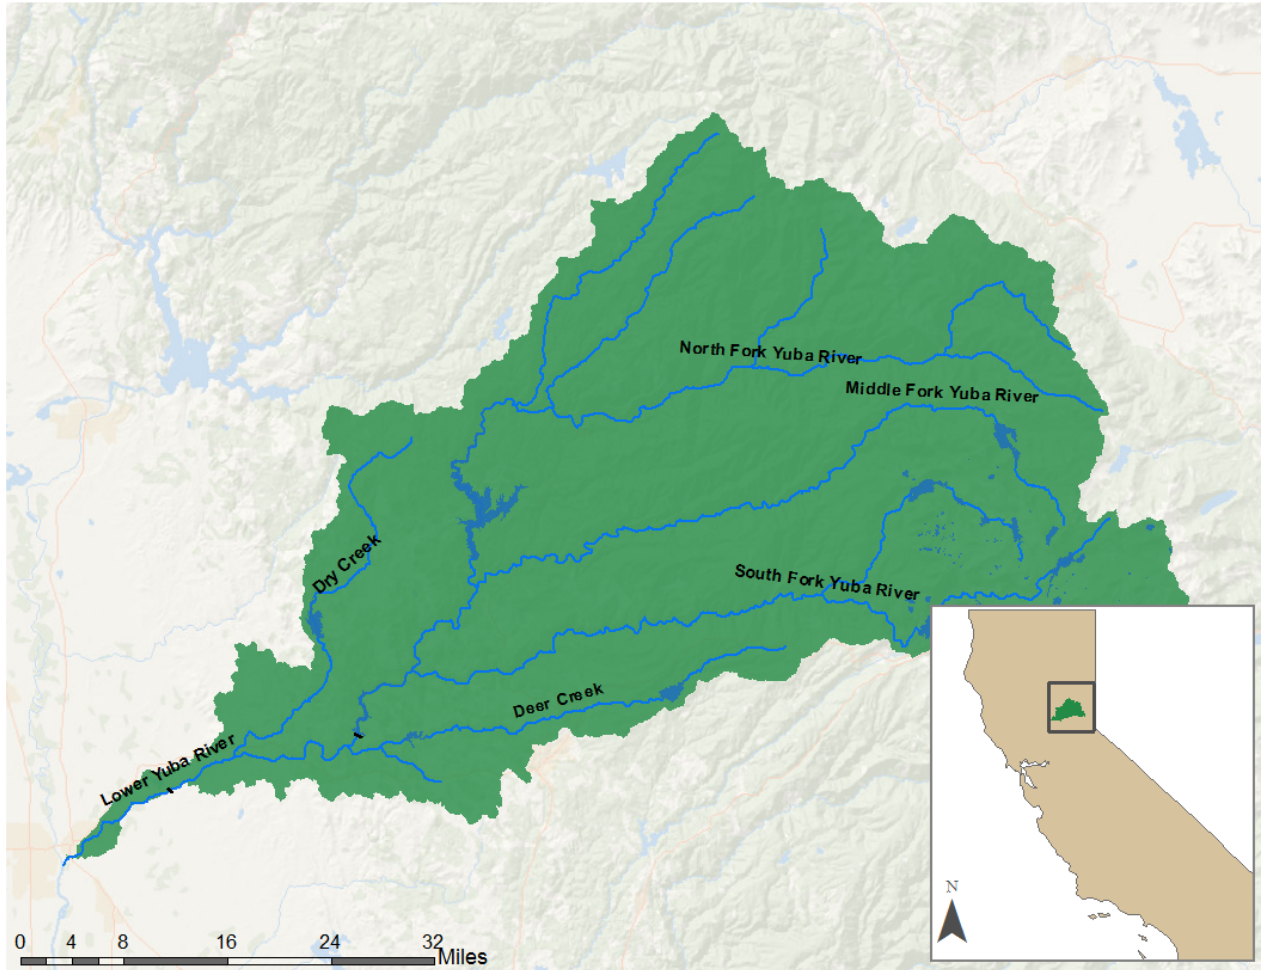 North Fork Yuba River
Middle Fork Yuba River
Dry Creek
South Fork Yuba River
Deer Creek
Lower Yuba River
N
0 4 8 16 24 32 Miles